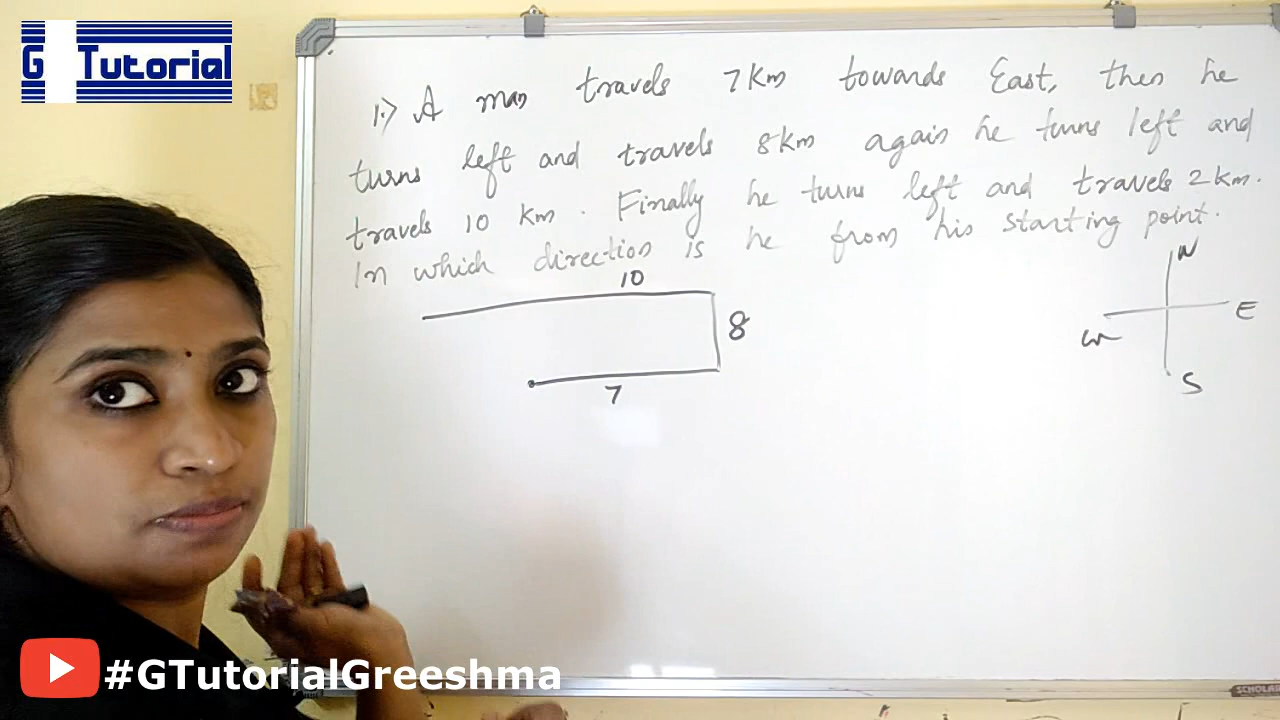 G Tutorial
1.) A man travels 7km towards East, then he
turns left and travels 8km again he turns left and
travels 10 km. Finally he turns left and travels 2 km.
In which direction is he from his starting point.
10
8
7
N
W
E
S
#GTutorialGreeshma